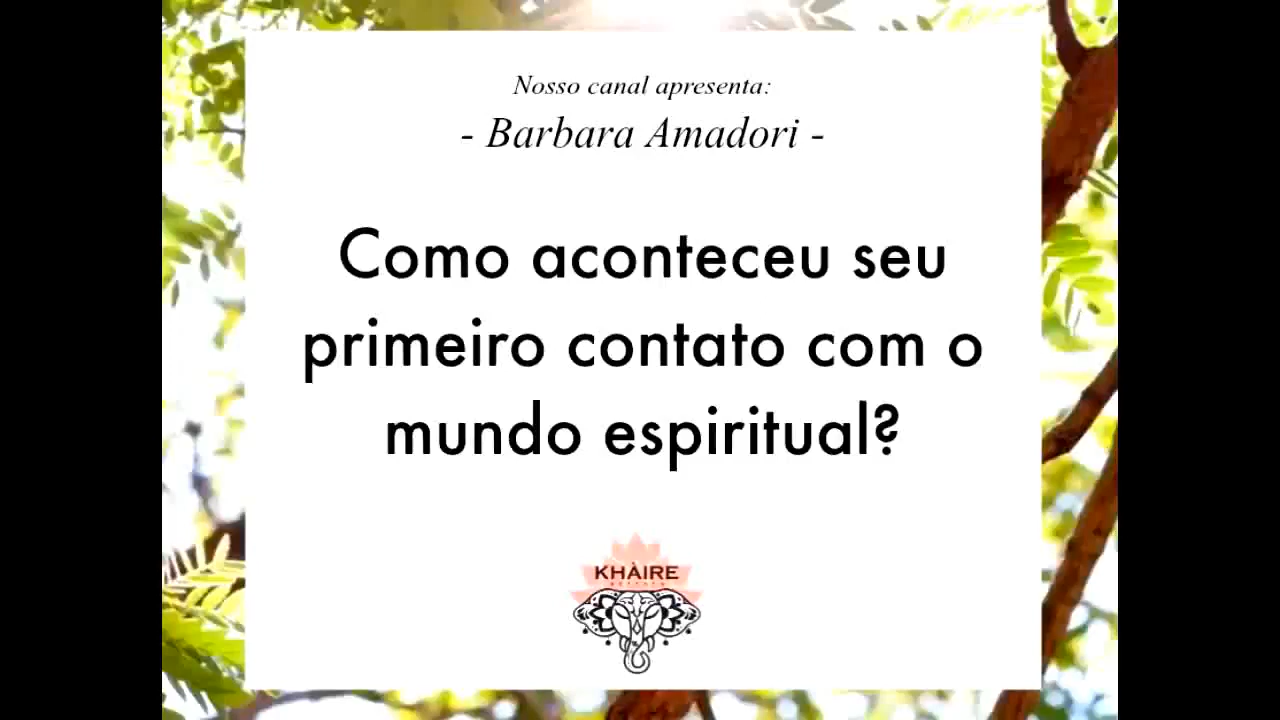 Nosso canal apresenta:
- Barbara Amadori -
Como aconteceu seu
primeiro contato com o
mundo espiritual?
KHÀIRE